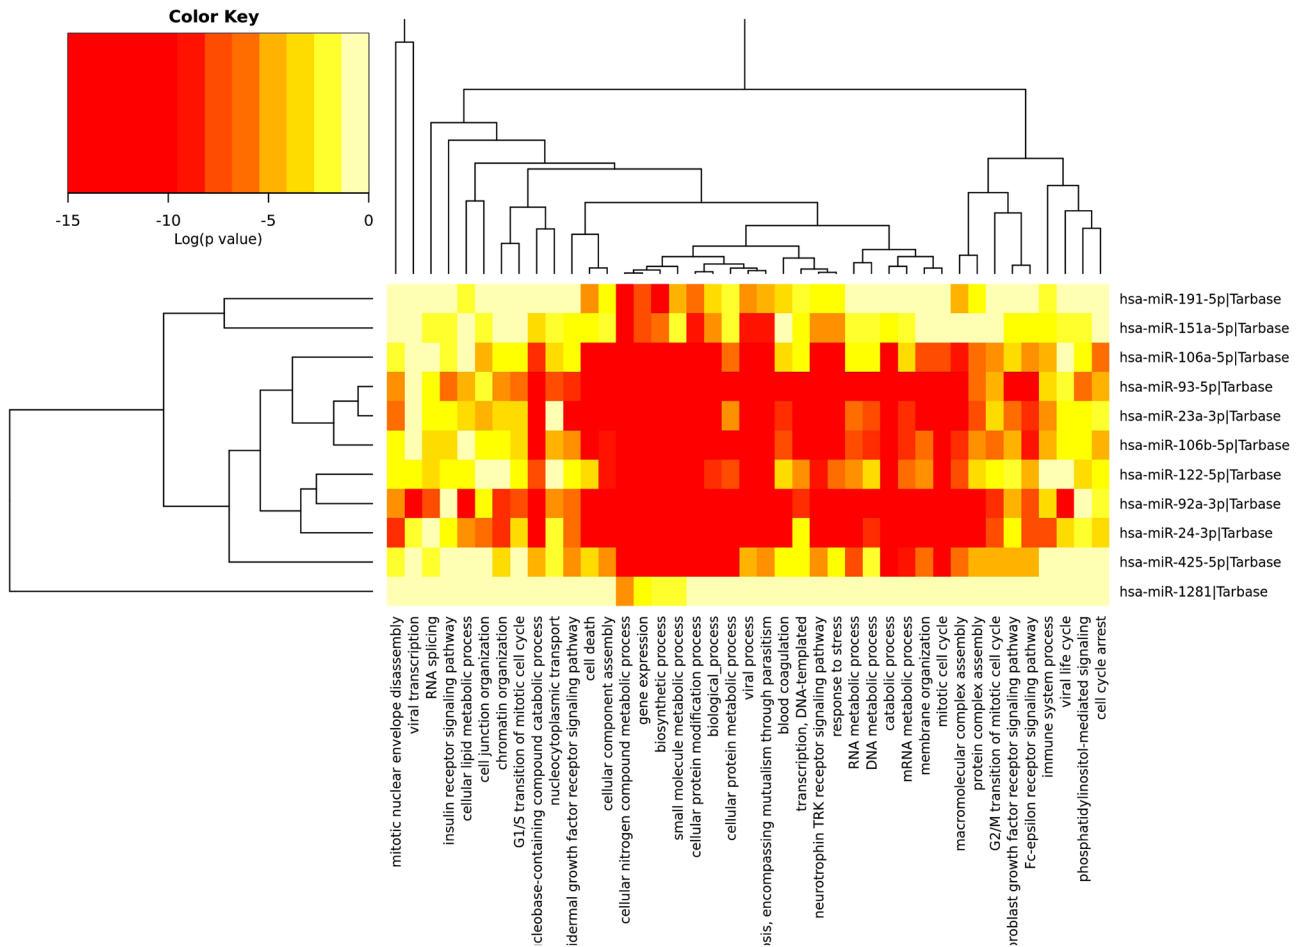 Color Key
-15 -10 -5 0
Log(p value)
hsa-miR-191-5p|Tarbase
hsa-miR-151a-5p|Tarbase
hsa-miR-106a-5p|Tarbase
hsa-miR-93-5p|Tarbase
hsa-miR-23a-3p|Tarbase
hsa-miR-106b-5p|Tarbase
hsa-miR-122-5p|Tarbase
hsa-miR-92a-3p|Tarbase
hsa-miR-24-3p|Tarbase
hsa-miR-425-5p|Tarbase
hsa-miR-1281|Tarbase
mitotic nuclear envelope disassembly
viral transcription
RNA splicing
insulin receptor signaling pathway
cellular lipid metabolic process
cell junction organization
chromatin organization
G1/S transition of mitotic cell cycle
cleobase-containing compound catabolic process
nucleocytoplasmic transport
idermal growth factor receptor signaling pathway
cell death
cellular component assembly
cellular nitrogen compound metabolic process
gene expression
biosynthetic process
small molecule metabolic process
cellular protein modification process
biological_process
cellular protein metabolic process
viral process
osis, encompassing mutualism through parasitism
blood coagulation
transcription, DNA-templated
neurotrophin TRK receptor signaling pathway
response to stress
RNA metabolic process
DNA metabolic process
catabolic process
mRNA metabolic process
membrane organization
mitotic cell cycle
macromolecular complex assembly
protein complex assembly
G2/M transition of mitotic cell cycle
roblast growth factor receptor signaling pathway
Fc-epsilon receptor signaling pathway
immune system process
viral life cycle
phosphatidylinositol-mediated signaling
cell cycle arrest